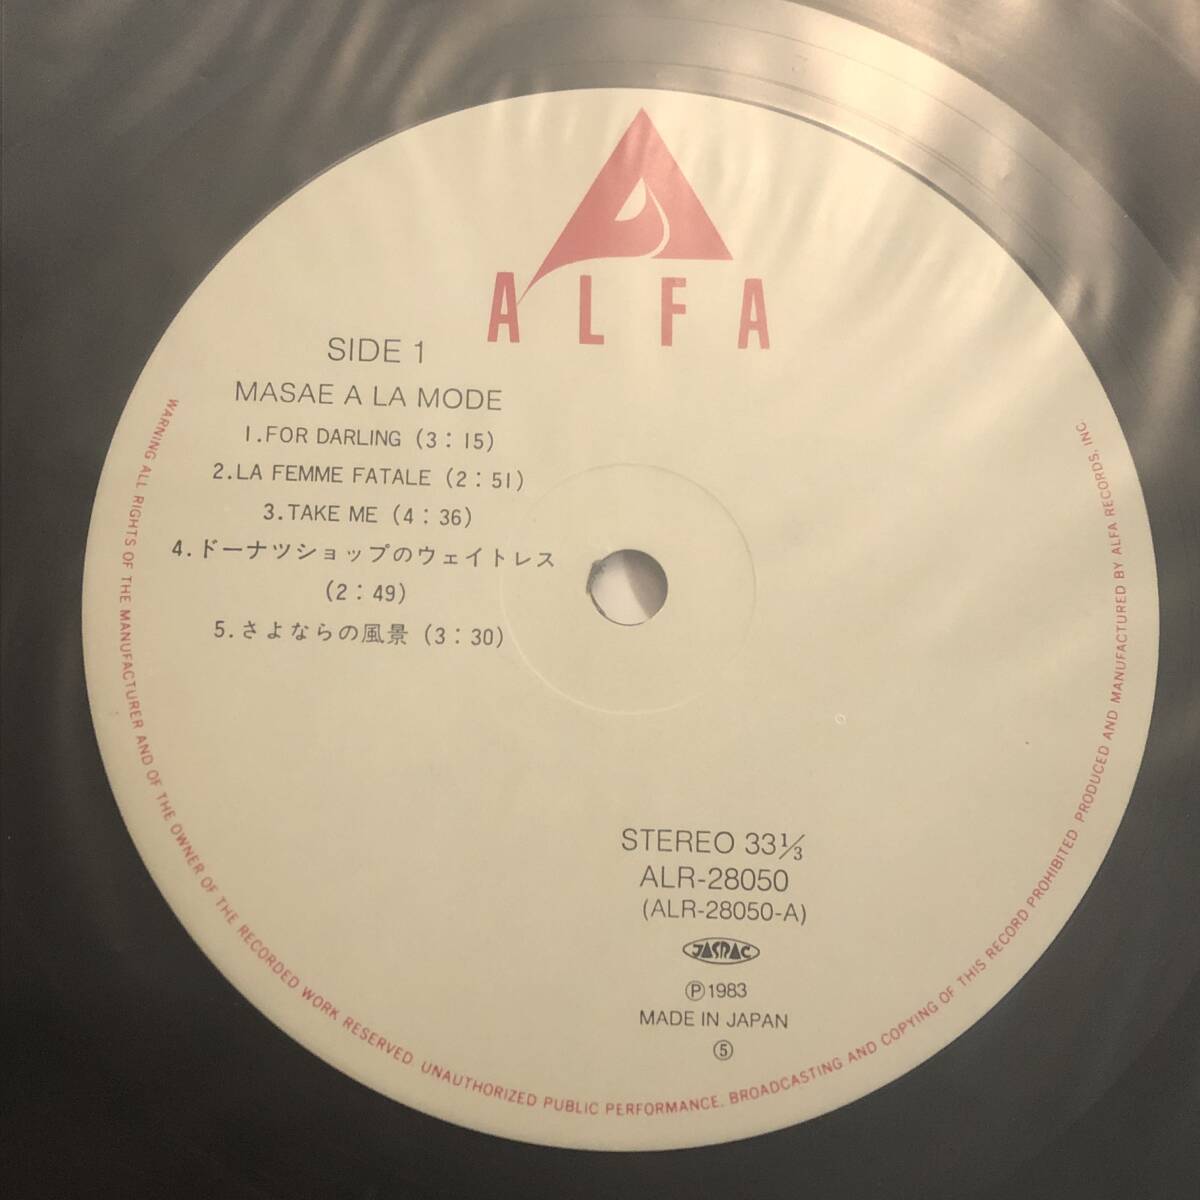 ALFA
SIDE 1
MASAE A LA MODE
1.FOR DARLING (3:15)
2.LA FEMME FATALE (2:51)
3.TAKE ME (4:36)
4.ドーナツショップのウェイトレス
(2:49)
5.さよならの風景 (3:30)
STEREO 33⅓
ALR-28050
(ALR-28050-A)
JASRAC
Ⓟ1983
MADE IN JAPAN
⑤
WARNING ALL RIGHTS OF THE MANUFACTURER AND OF THE OWNER OF THE RECORDED WORK RESERVED. UNAUTHORIZED PUBLIC PERFORMANCE. BROADCASTING AND COPYING OF THIS RECORD PROHIBITED PRODUCED AND MANUFACTURED BY ALFA RECORDS, INC.